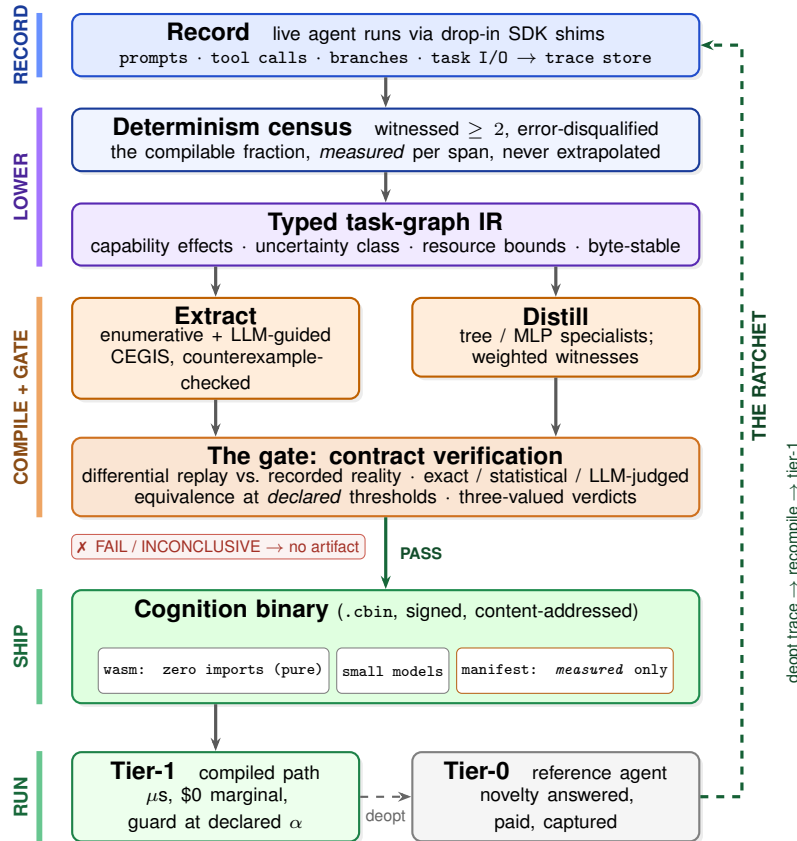 RECORD
Record live agent runs via drop-in SDK shims
prompts · tool calls · branches · task I/O → trace store
LOWER
Determinism census witnessed ≥ 2, error-disqualified
the compilable fraction, measured per span, never extrapolated
Typed task-graph IR
capability effects · uncertainty class · resource bounds · byte-stable
COMPILE + GATE
Extract
enumerative + LLM-guided
CEGIS, counterexample-
checked
Distill
tree / MLP specialists;
weighted witnesses
The gate: contract verification
differential replay vs. recorded reality · exact / statistical / LLM-judged
equivalence at declared thresholds · three-valued verdicts
✗ FAIL / INCONCLUSIVE → no artifact
PASS
SHIP
Cognition binary (.cbin, signed, content-addressed)
wasm: zero imports (pure)
small models
manifest: measured only
RUN
Tier-1 compiled path
μs, $0 marginal,
guard at declared α
deopt
Tier-0 reference agent
novelty answered,
paid, captured
THE RATCHET
deopt trace → recompile → tier-1